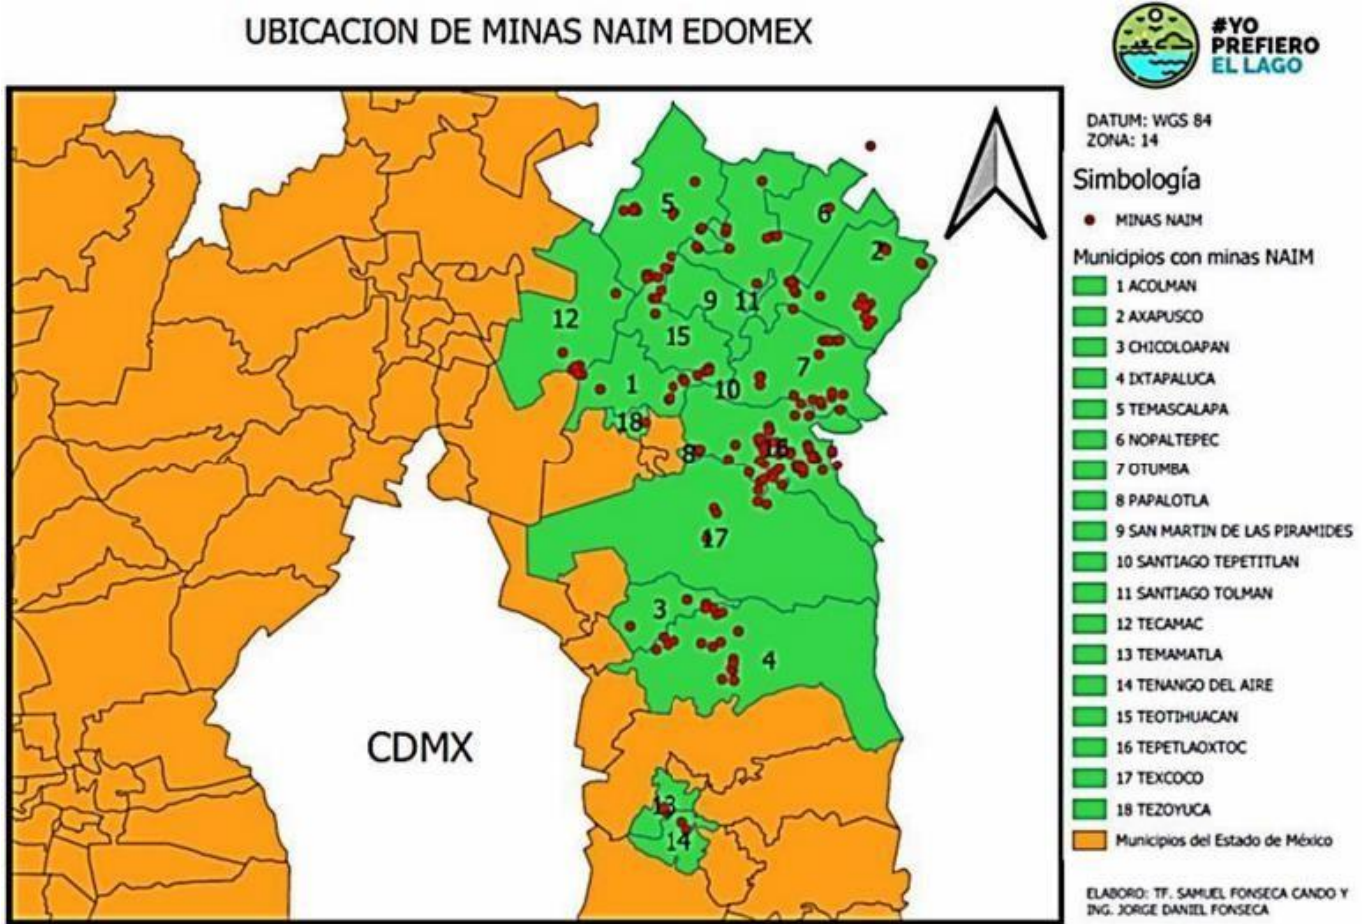 UBICACION DE MINAS NAIM EDOMEX
#YO
PREFIERO
EL LAGO
DATUM: WGS 84
ZONA: 14
Simbología
MINAS NAIM
Municipios con minas NAIM
1 ACOLMAN
2 AXAPUSCO
3 CHICOLOAPAN
4 IXTAPALUCA
5 TEMASCALAPA
6 NOPALTEPEC
7 OTUMBA
8 PAPALOTLA
9 SAN MARTIN DE LAS PIRAMIDES
10 SANTIAGO TEPETITLAN
11 SANTIAGO TOLMAN
12 TECAMAC
13 TEMAMATLA
14 TENANGO DEL AIRE
15 TEOTIHUACAN
16 TEPETLAOXTOC
17 TEXCOCO
18 TEZOYUCA
Municipios del Estado de México
ELABORO: TF. SAMUEL FONSECA CANDO Y
ING. JORGE DANIEL FONSECA
5
6
2
9
11
12
15
7
1
10
18
8
16
17
3
4
CDMX
13
14